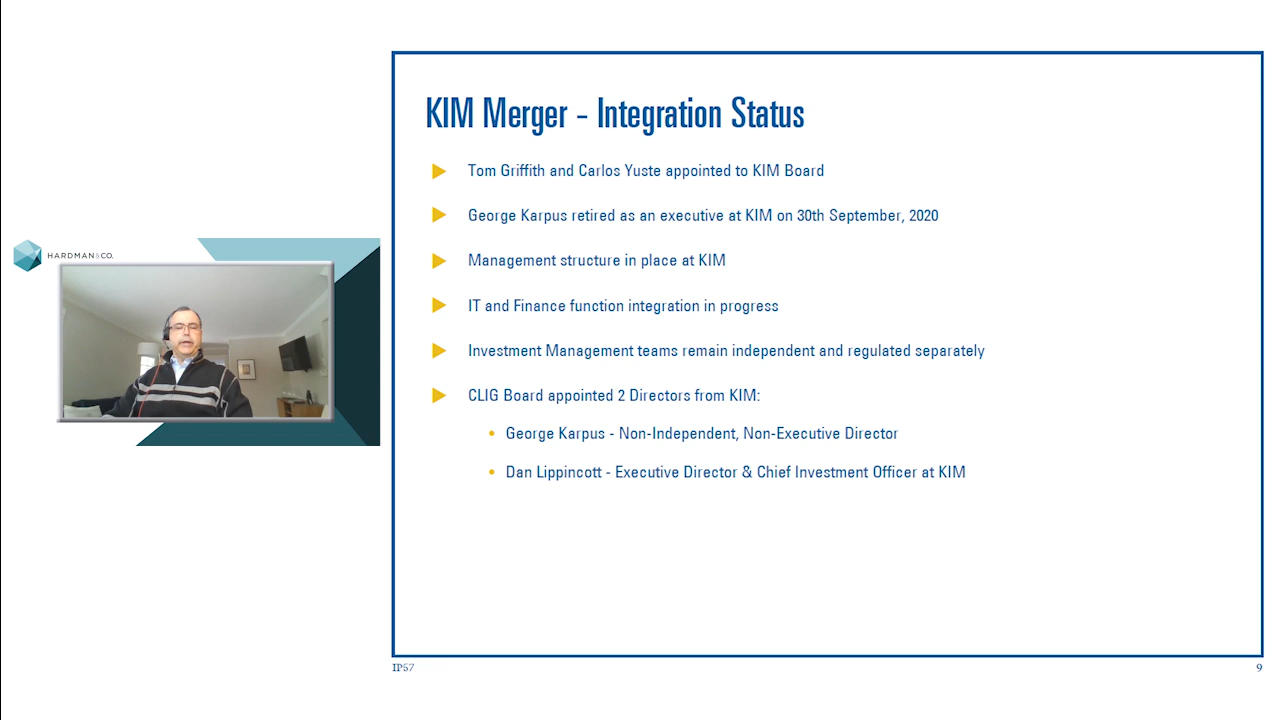 HARDMAN&CO.
KIM Merger – Integration Status
Tom Griffith and Carlos Yuste appointed to KIM Board
George Karpus retired as an executive at KIM on 30th September, 2020
Management structure in place at KIM
IT and Finance function integration in progress
Investment Management teams remain independent and regulated separately
CLIG Board appointed 2 Directors from KIM:
George Karpus - Non-Independent, Non-Executive Director
Dan Lippincott - Executive Director & Chief Investment Officer at KIM
IP57
9